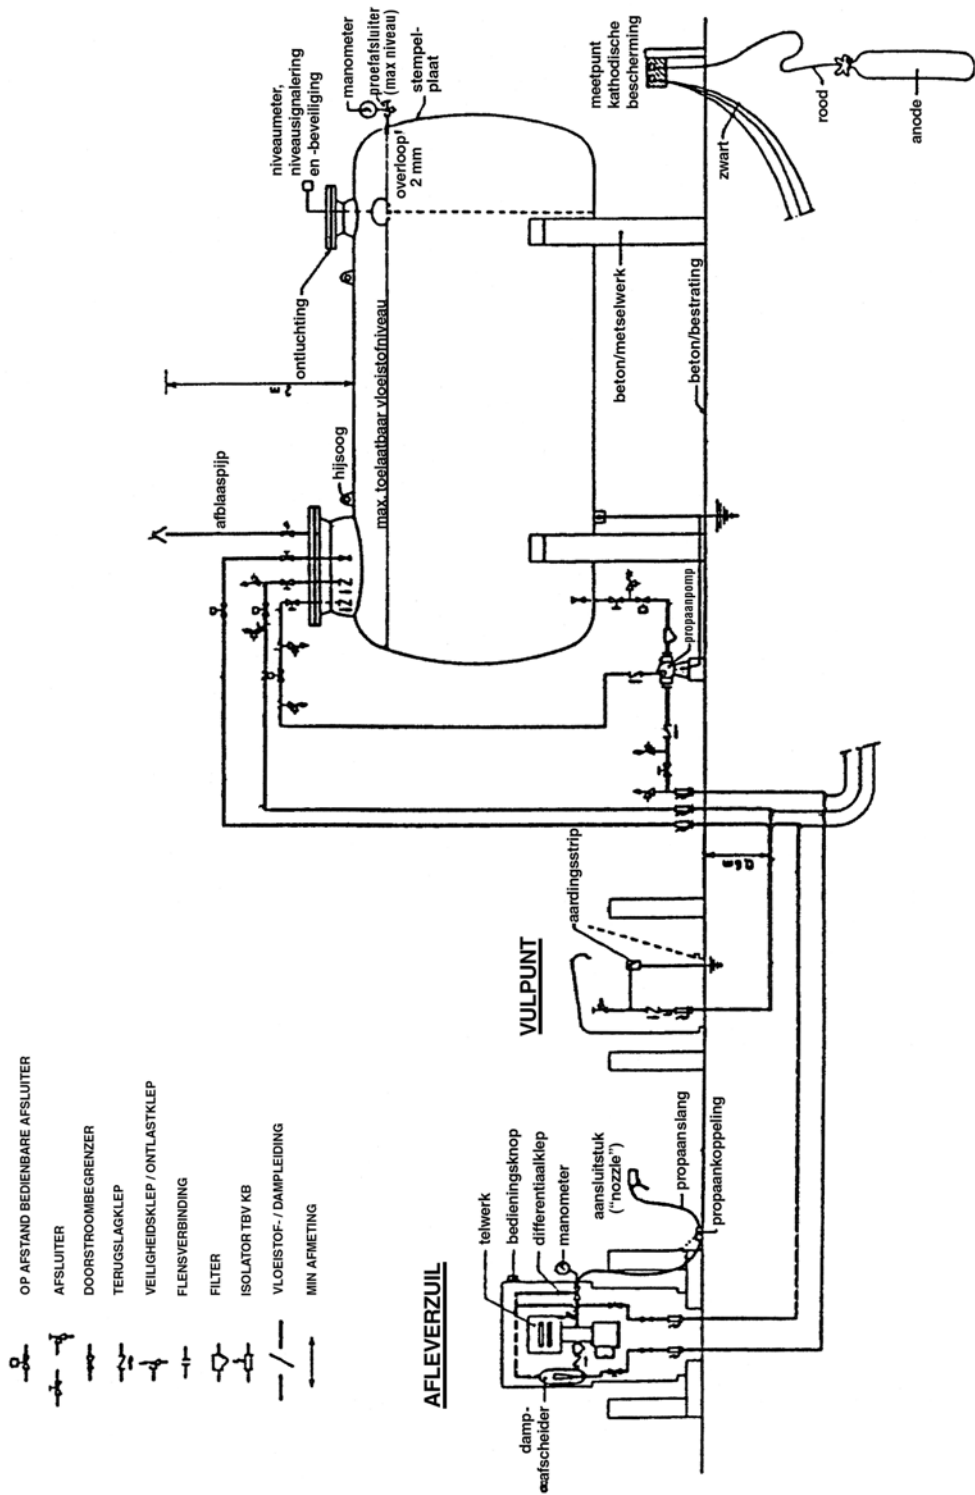 OP AFSTAND BEDIENBARE AFSLUITER
AFSLUITER
DOORSTROOMBEGRENZER
TERUGSLAGKLEP
VEILIGHEIDSKLEP / ONTLASTKLEP
FLENSVERBINDING
FILTER
ISOLATOR TBV KB
VLOEISTOF- / DAMPLEIDING
MIN AFMETING
AFLEVERZUIL
telwerk
bedieningsknop
differentiaalklep
manometer
aansluitstuk
("nozzle")
propaanslang
propaankoppeling
damp-
afscheider
VULPUNT
aardingsstrip
0,6 m
afblaaspijp
hijsoog
2 m
ontluchting
max. toelaatbaar vloeistofniveau
niveaumeter,
niveausignalering
en -beveiliging
manometer
proefafsluiter
(max niveau)
stempel-
plaat
overloop
2 mm
propaanpomp
beton/metselwerk
beton/bestrating
meetpunt
kathodische
bescherming
zwart
rood
anode